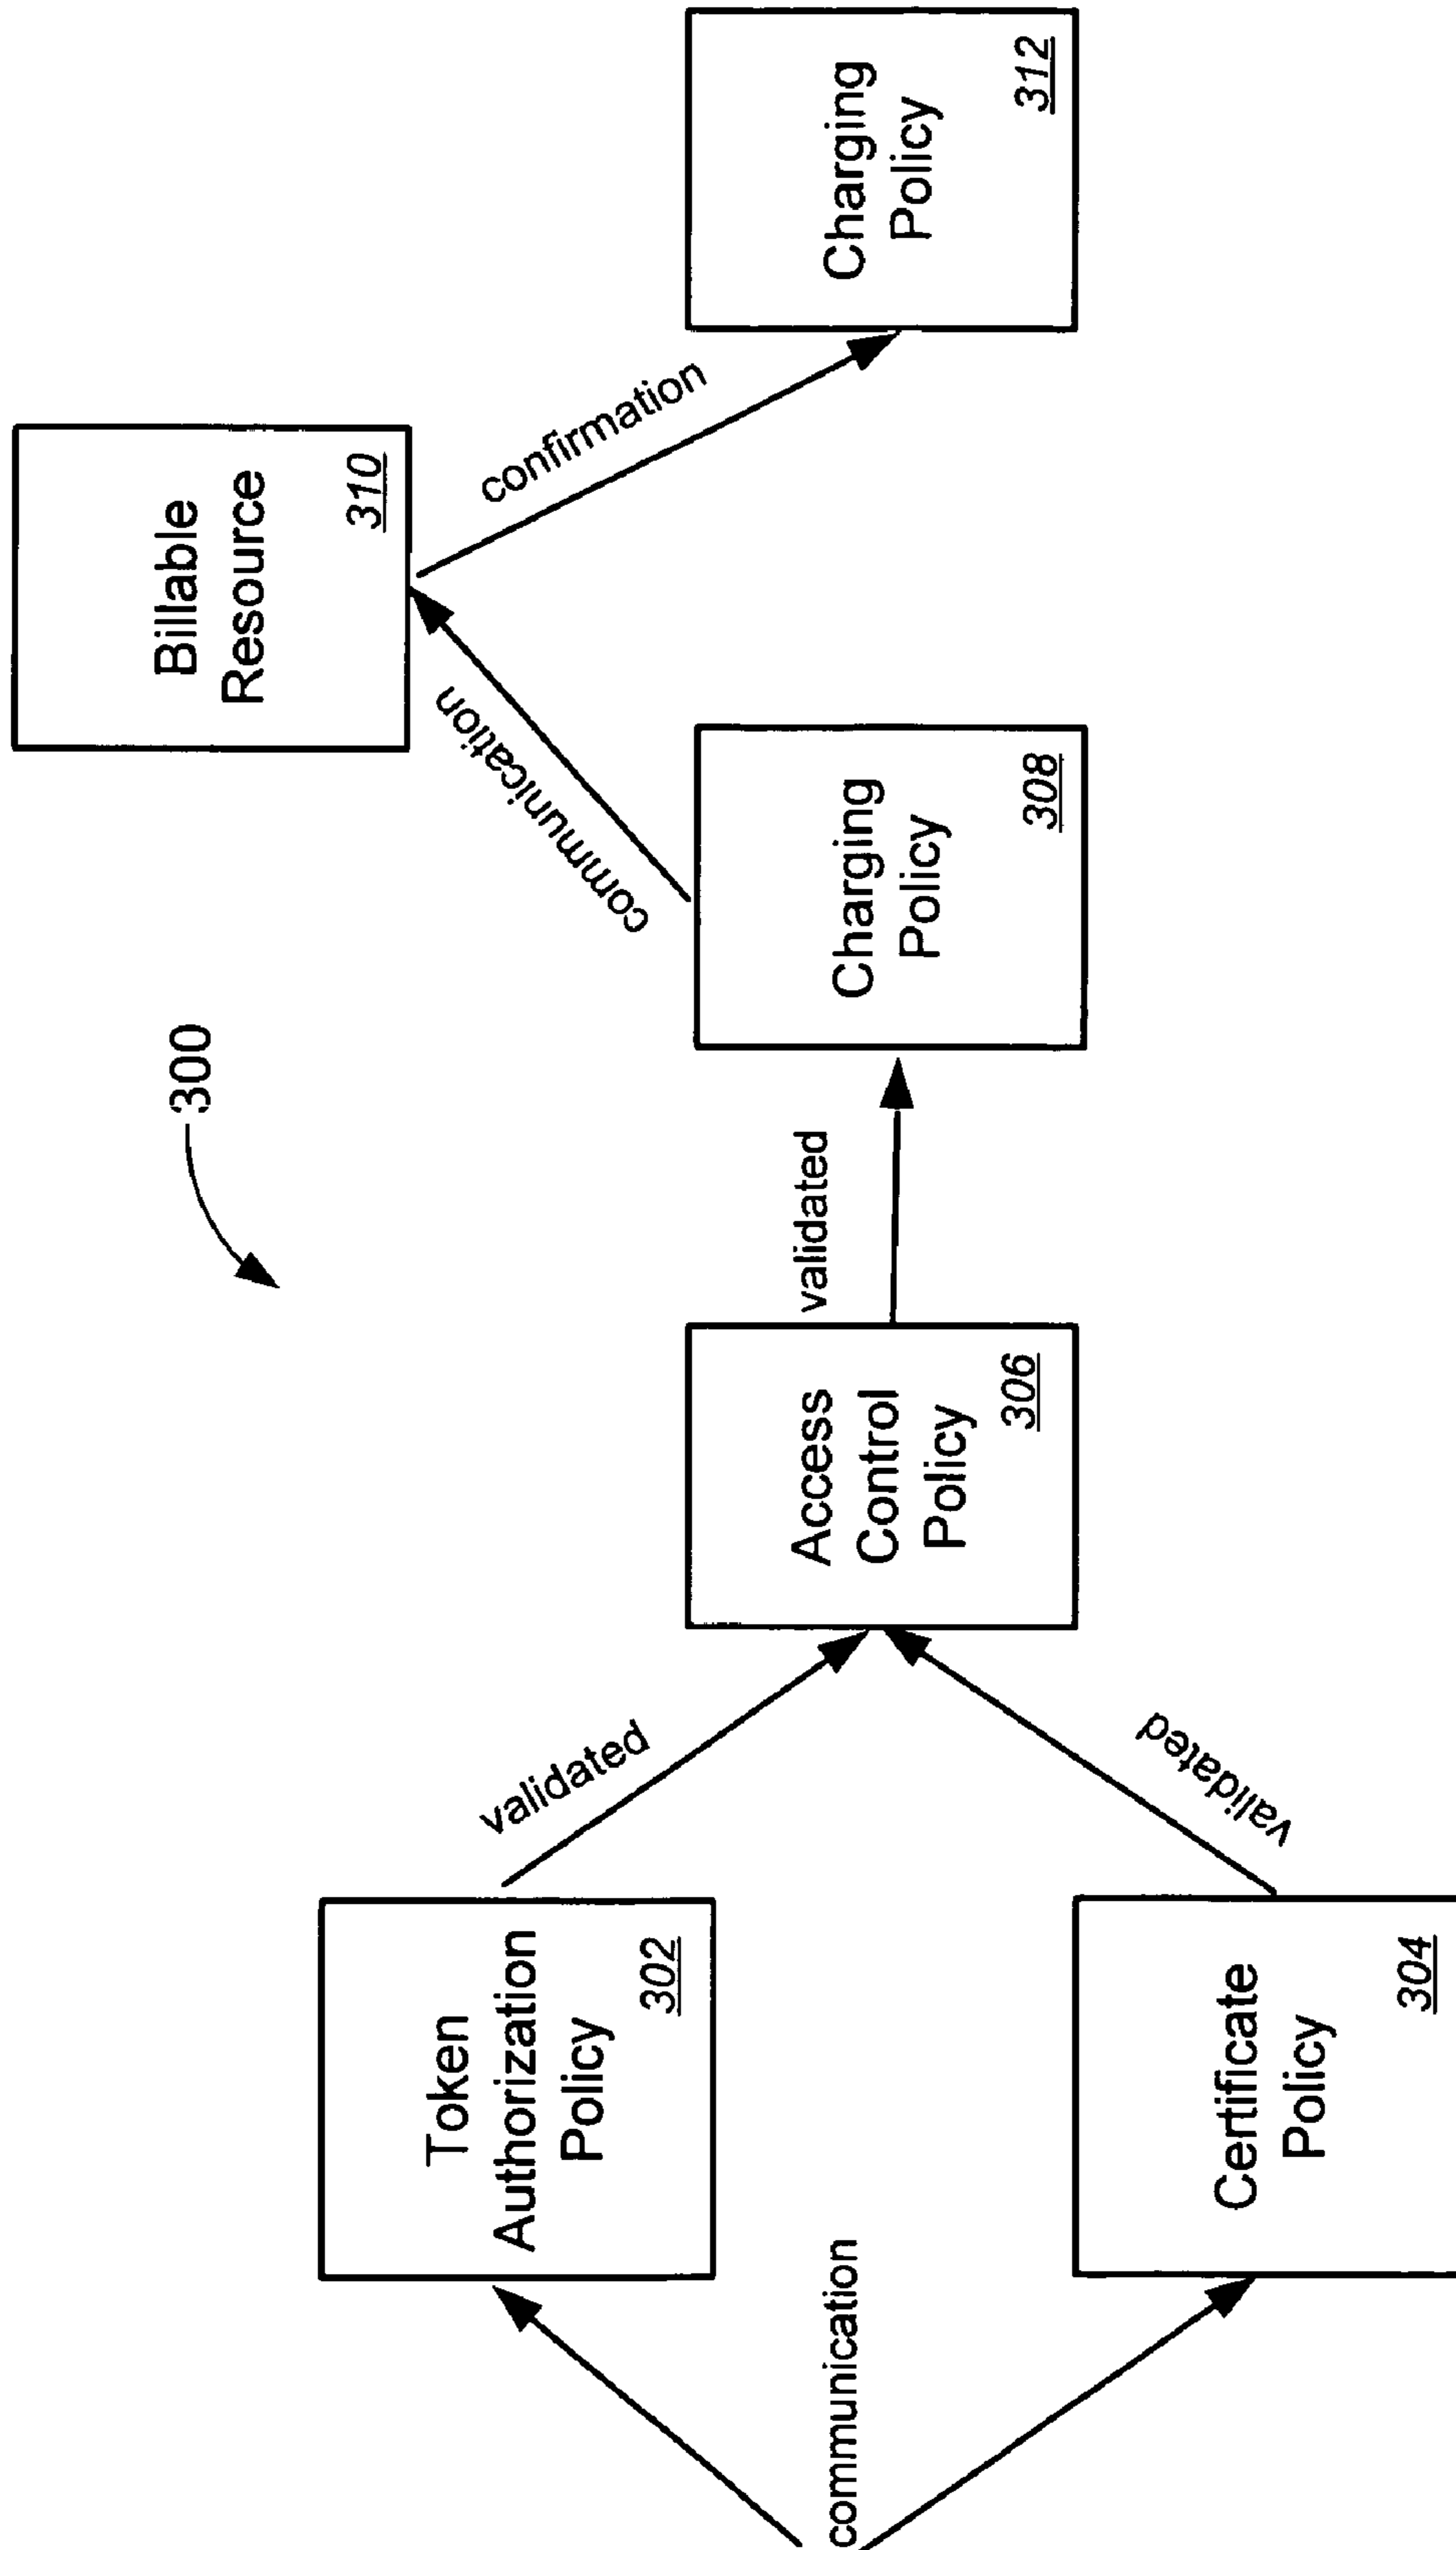 300
communication
Token
Authorization
Policy
302
Certificate
Policy
304
validated
validated
Access
Control
Policy
306
validated
Charging
Policy
308
communication
Billable
Resource
310
confirmation
Charging
Policy
312